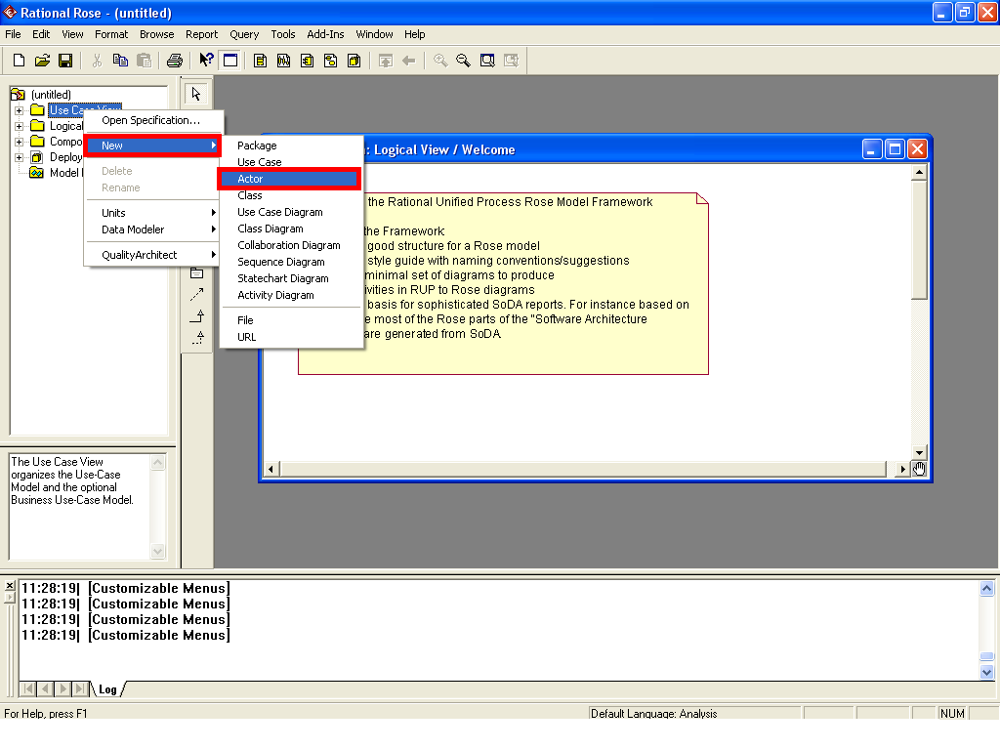 Rational Rose - (untitled)
File Edit View Format Browse Report Query Tools Add-Ins Window Help
(untitled)
Use Case View
Logical
Compo
Deploy
Model
Open Specification...
New
Delete
Rename
Units
Data Modeler
QualityArchitect
Package
Use Case
Actor
Class
Use Case Diagram
Class Diagram
Collaboration Diagram
Sequence Diagram
Statechart Diagram
Activity Diagram
File
URL
: Logical View / Welcome
the Rational Unified Process Rose Model Framework
the Framework:
good structure for a Rose model
style guide with naming conventions/suggestions
minimal set of diagrams to produce
ivities in RUP to Rose diagrams
basis for sophisticated SoDA reports. For instance based on
e most of the Rose parts of the "Software Architecture
are generated from SoDA.
The Use Case View
organizes the Use-Case
Model and the optional
Business Use-Case Model.
11:28:19| [Customizable Menus]
11:28:19| [Customizable Menus]
11:28:19| [Customizable Menus]
11:28:19| [Customizable Menus]
Log
For Help, press F1
Default Language: Analysis
NUM